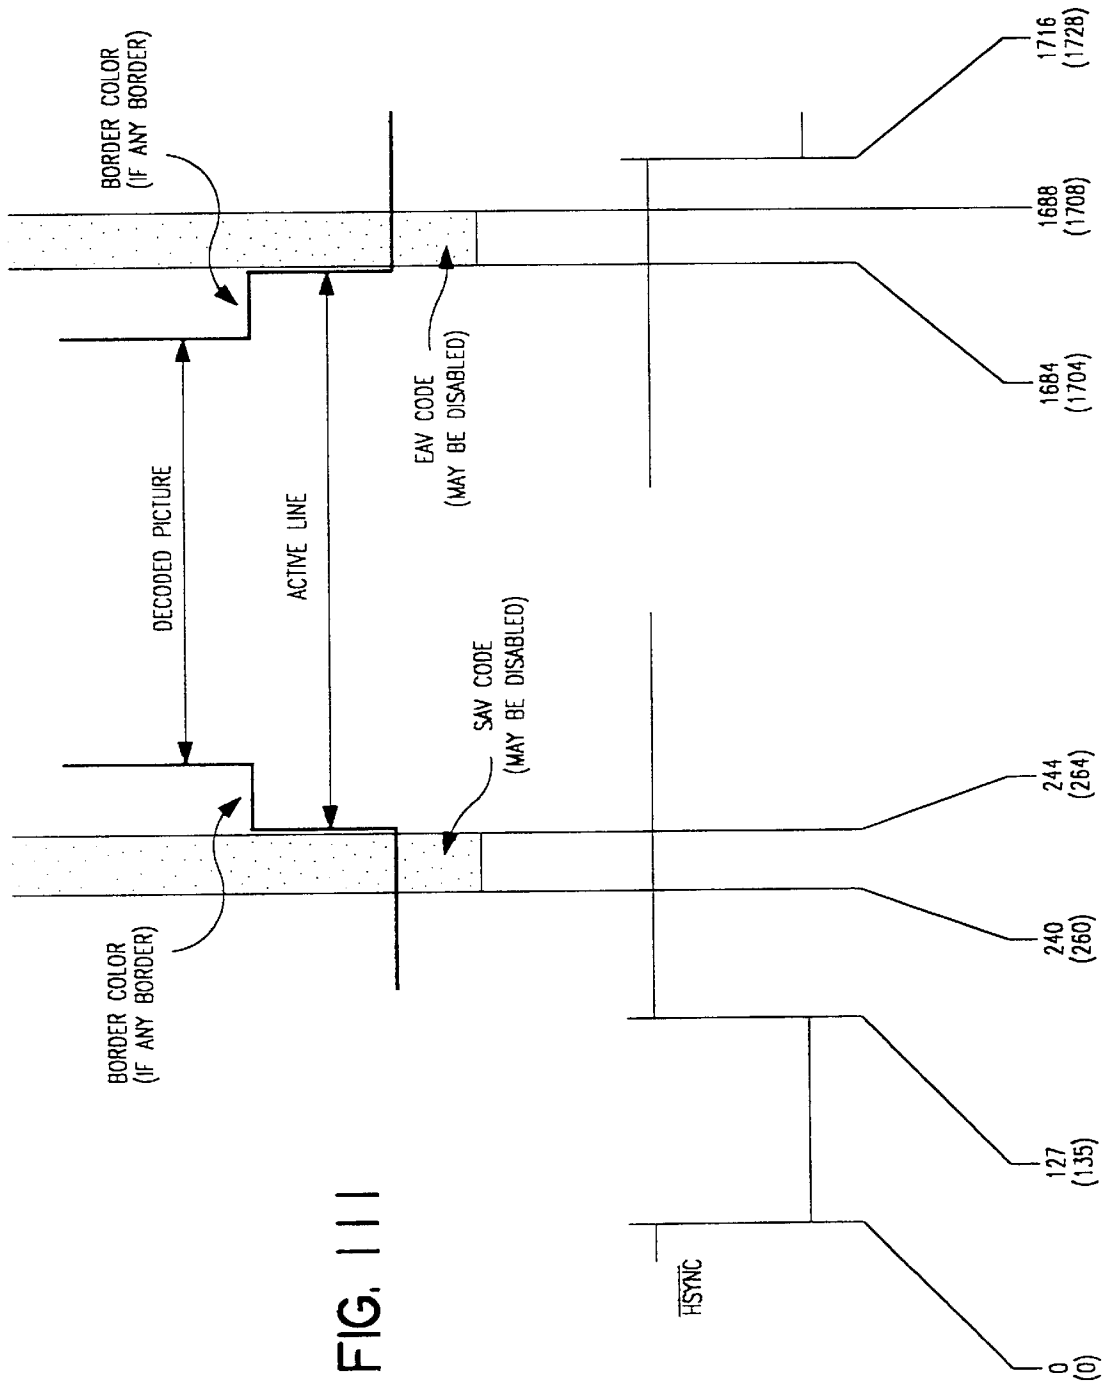 BORDER COLOR
(IF ANY BORDER)
DECODED PICTURE
BORDER COLOR
(IF ANY BORDER)
ACTIVE LINE
SAV CODE
(MAY BE DISABLED)
EAV CODE
(MAY BE DISABLED)
FIG. 111
HSYNC
0
(0)
127
(135)
240
(260)
244
(264)
1684
(1704)
1688
(1708)
1716
(1728)